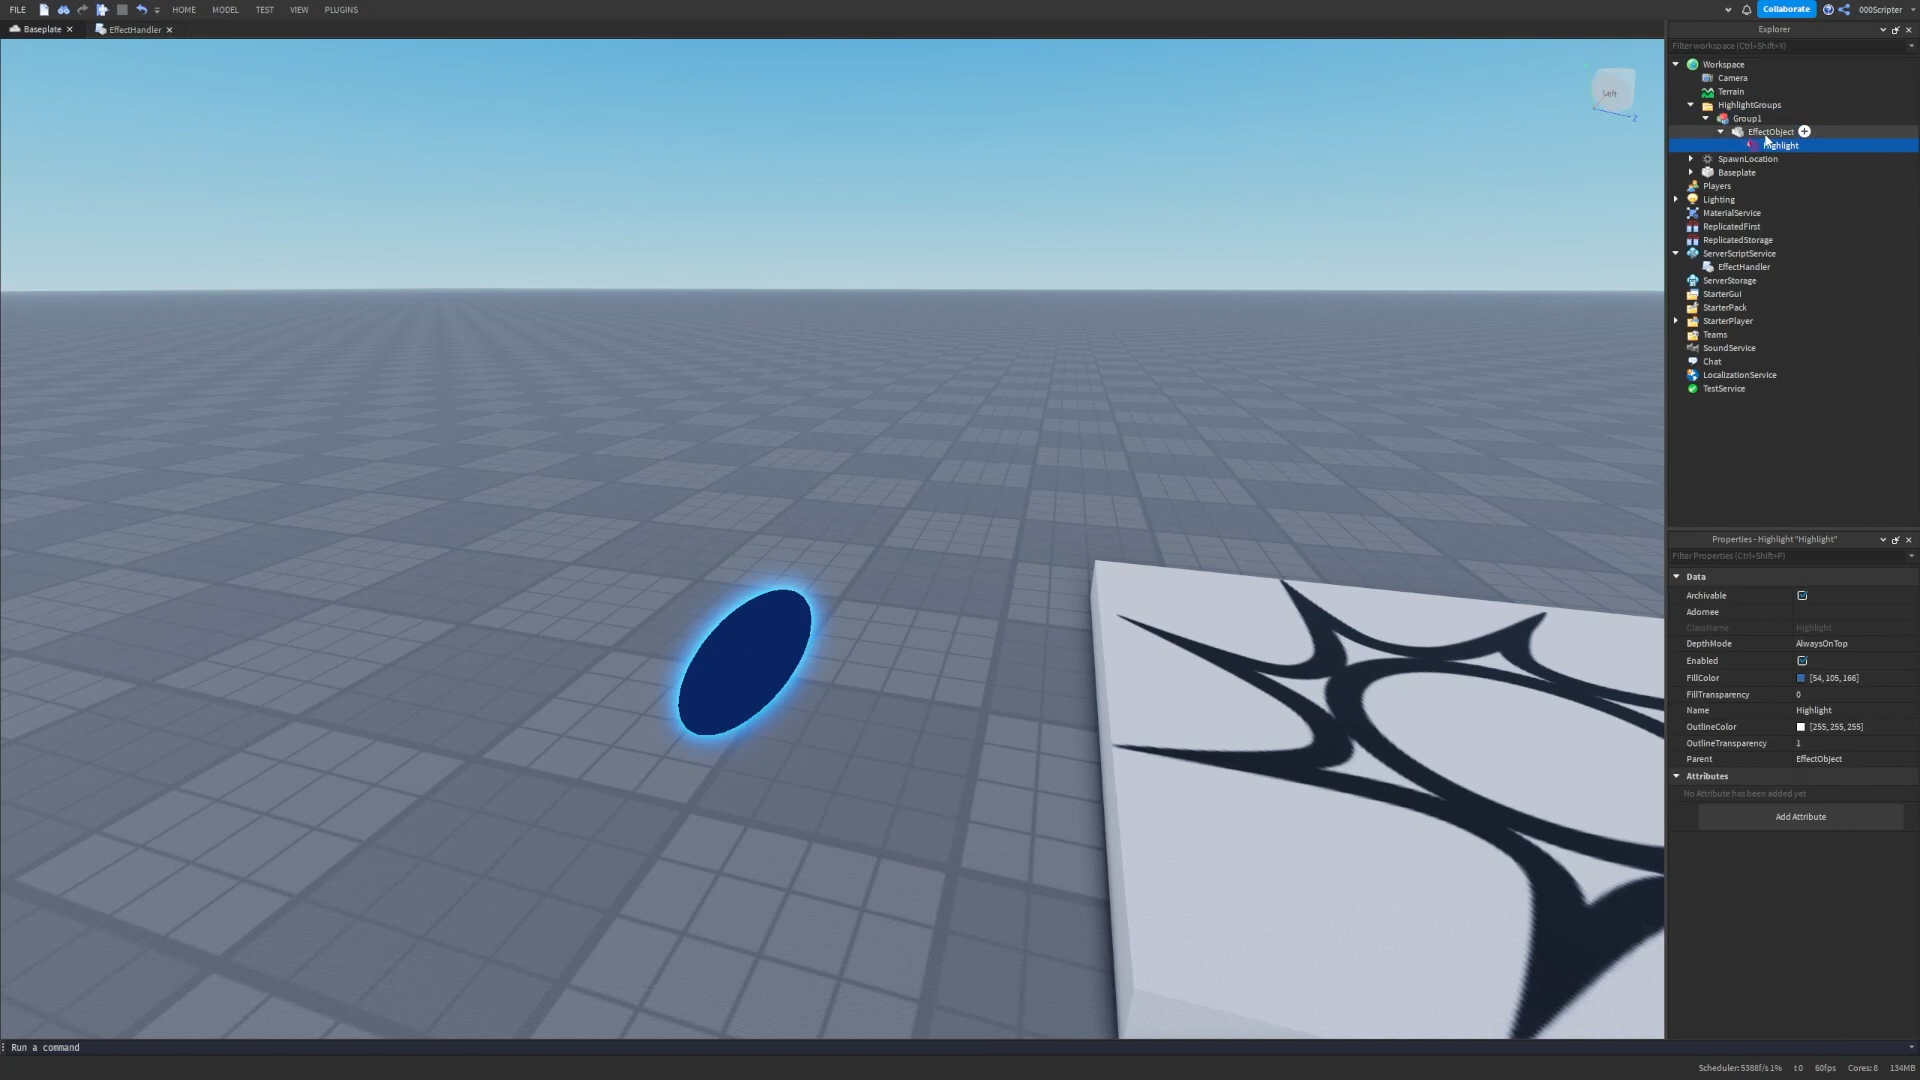 FILE HOME MODEL TEST VIEW PLUGINS Collaborate 000Scripter
Baseplate EffectHandler
Left
Z
Explorer
Filter workspace (Ctrl+Shift+X)
Workspace
Camera
Terrain
HighlightGroups
Group1
EffectObject
Highlight
SpawnLocation
Baseplate
Players
Lighting
MaterialService
ReplicatedFirst
ReplicatedStorage
ServerScriptService
EffectHandler
ServerStorage
StarterGui
StarterPack
StarterPlayer
Teams
SoundService
Chat
LocalizationService
TestService
Properties - Highlight "Highlight"
Filter Properties (Ctrl+Shift+P)
Data
Archivable
Adornee
ClassName Highlight
DepthMode AlwaysOnTop
Enabled
FillColor [54, 105, 166]
FillTransparency 0
Name Highlight
OutlineColor [255, 255, 255]
OutlineTransparency 1
Parent EffectObject
Attributes
No Attribute has been added yet
Add Attribute
Run a command
Scheduler: 5388f/s 1% t 0 60fps Cores: 8 134MB